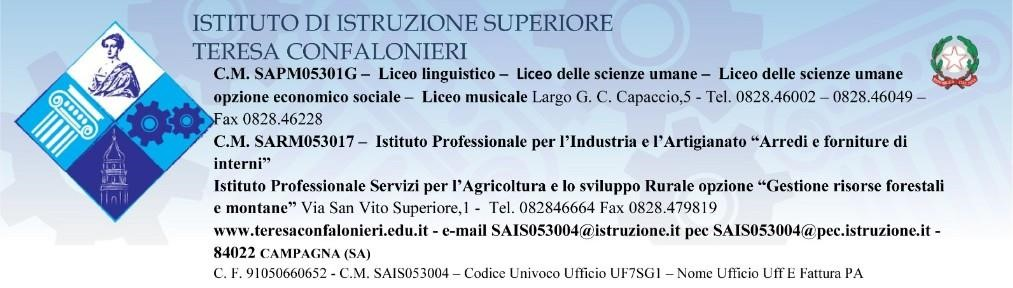 ISTITUTO DI ISTRUZIONE SUPERIORE
TERESA CONFALONIERI
C.M. SAPM05301G – Liceo linguistico – Liceo delle scienze umane – Liceo delle scienze umane
opzione economico sociale – Liceo musicale Largo G. C. Capaccio,5 - Tel. 0828.46002 – 0828.46049 –
Fax 0828.46228
C.M. SARM053017 – Istituto Professionale per l’Industria e l’Artigianato “Arredi e forniture di
interni”
Istituto Professionale Servizi per l’Agricoltura e lo sviluppo Rurale opzione “Gestione risorse forestali
e montane” Via San Vito Superiore,1 - Tel. 082846664 Fax 0828.479819
www.teresaconfalonieri.edu.it - e-mail SAIS053004@istruzione.it pec SAIS053004@pec.istruzione.it -
84022 CAMPAGNA (SA)
C. F. 91050660652 - C.M. SAIS053004 – Codice Univoco Ufficio UF7SG1 – Nome Ufficio Uff E Fattura PA